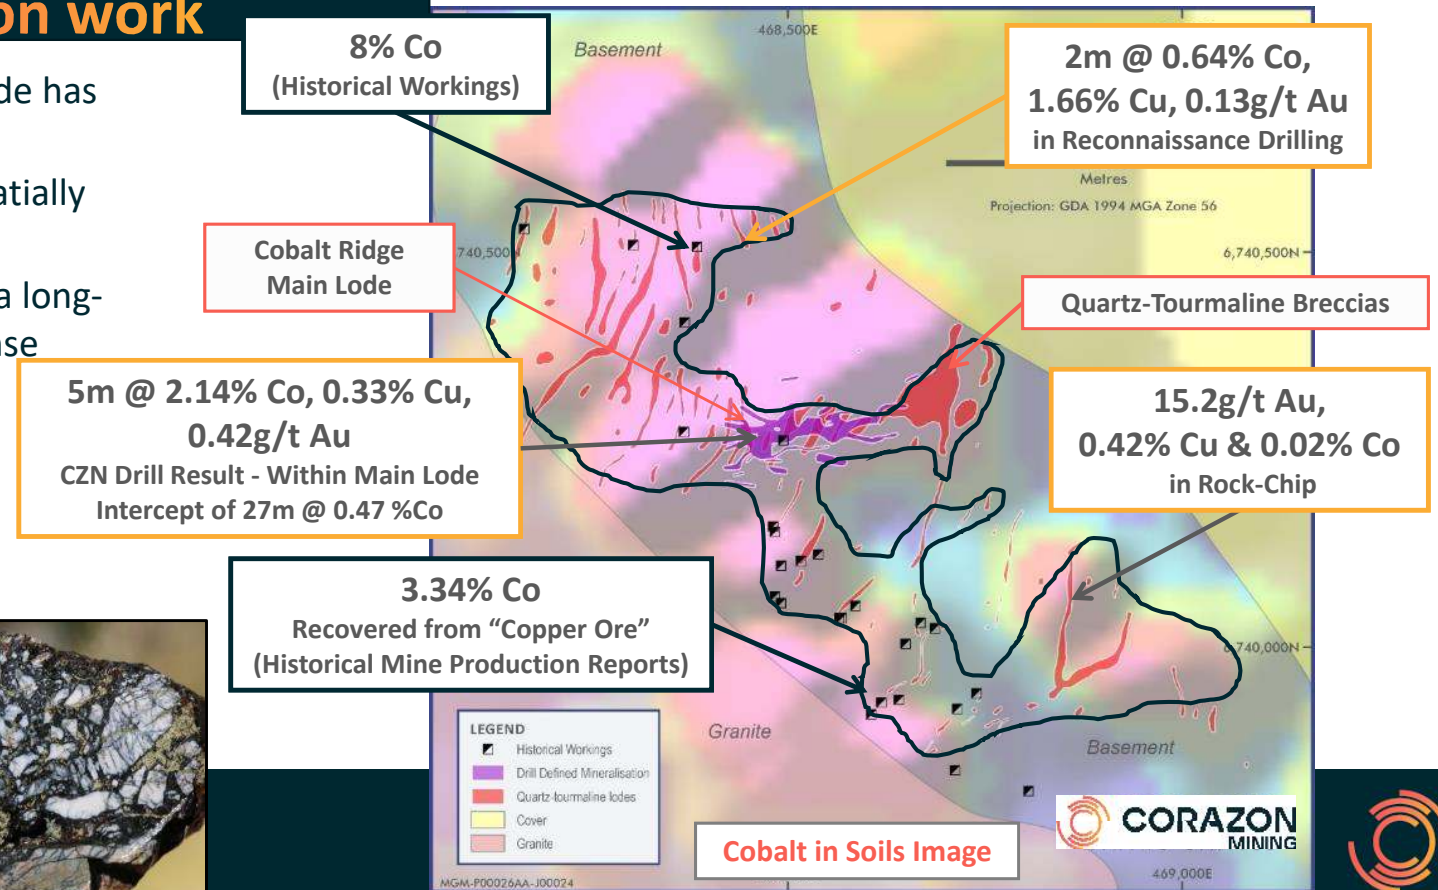 on work
de has
atially
a long-
ase
8% Co
(Historical Workings)
Basement
468,500E
2m @ 0.64% Co,
1.66% Cu, 0.13g/t Au
in Reconnaissance Drilling
Metres
Projection: GDA 1994 MGA Zone 56
Cobalt Ridge
Main Lode
740,500
6,740,500N
Quartz-Tourmaline Breccias
5m @ 2.14% Co, 0.33% Cu,
0.42g/t Au
CZN Drill Result - Within Main Lode
Intercept of 27m @ 0.47 %Co
15.2g/t Au,
0.42% Cu & 0.02% Co
in Rock-Chip
3.34% Co
Recovered from “Copper Ore”
(Historical Mine Production Reports)
6,740,000N
LEGEND
Historical Workings
Drill Defined Mineralisation
Quartz-tourmaline lodes
Cover
Granite
Granite
Basement
CORAZON
MINING
Cobalt in Soils Image
469,000E
MGM-P00026AA-J00024